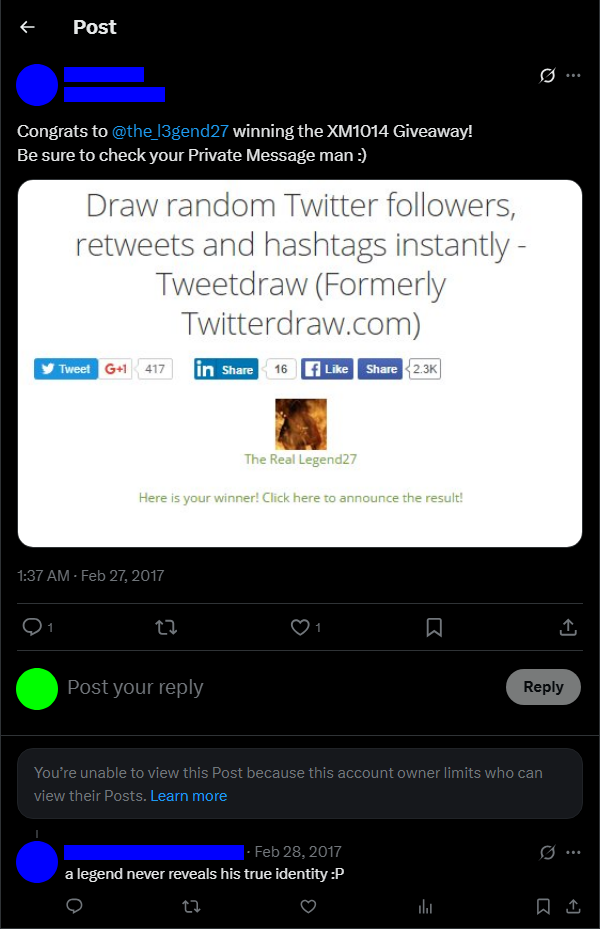 Post
Congrats to @the_l3gend27 winning the XM1014 Giveaway!
Be sure to check your Private Message man :)
Draw random Twitter followers,
retweets and hashtags instantly -
Tweetdraw (Formerly
Twitterdraw.com)
Tweet G+1 417 in Share 16 f Like Share 2.3K
The Real Legend27
Here is your winner! Click here to announce the result!
1:37 AM · Feb 27, 2017
1 1
Post your reply Reply
You're unable to view this Post because this account owner limits who can
view their Posts. Learn more
· Feb 28, 2017
a legend never reveals his true identity :P